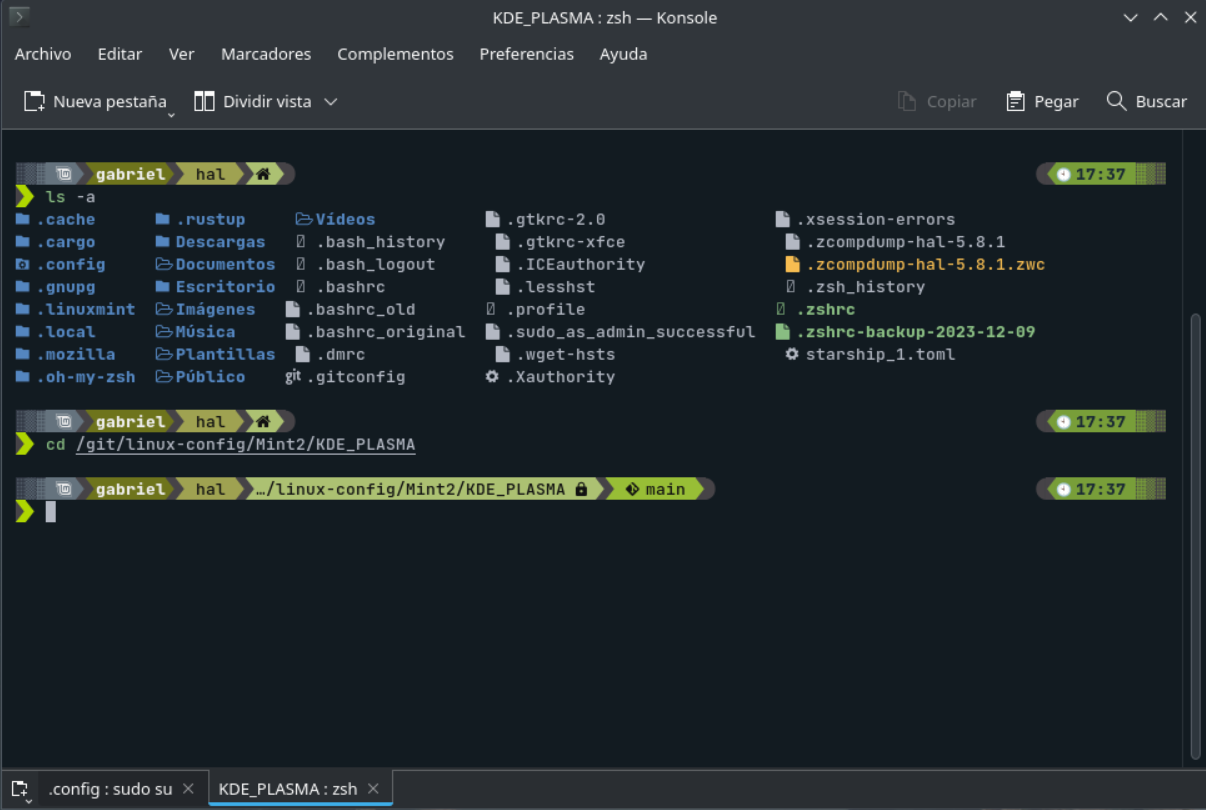 KDE_PLASMA : zsh — Konsole
Archivo Editar Ver Marcadores Complementos Preferencias Ayuda
Nueva pestaña Dividir vista Copiar Pegar Buscar
gabriel hal 17:37
ls -a
.cache .rustup Vídeos .gtkrc-2.0 .xsession-errors
.cargo Descargas .bash_history .gtkrc-xfce .zcompdump-hal-5.8.1
.config Documentos .bash_logout .ICEauthority .zcompdump-hal-5.8.1.zwc
.gnupg Escritorio .bashrc .lesshst .zsh_history
.linuxmint Imágenes .bashrc_old .profile .zshrc
.local Música .bashrc_original .sudo_as_admin_successful .zshrc-backup-2023-12-09
.mozilla Plantillas .dmrc .wget-hsts starship_1.toml
.oh-my-zsh Público git .gitconfig .Xauthority
gabriel hal 17:37
cd /git/linux-config/Mint2/KDE_PLASMA
gabriel hal …/linux-config/Mint2/KDE_PLASMA main 17:37
.config : sudo su KDE_PLASMA : zsh